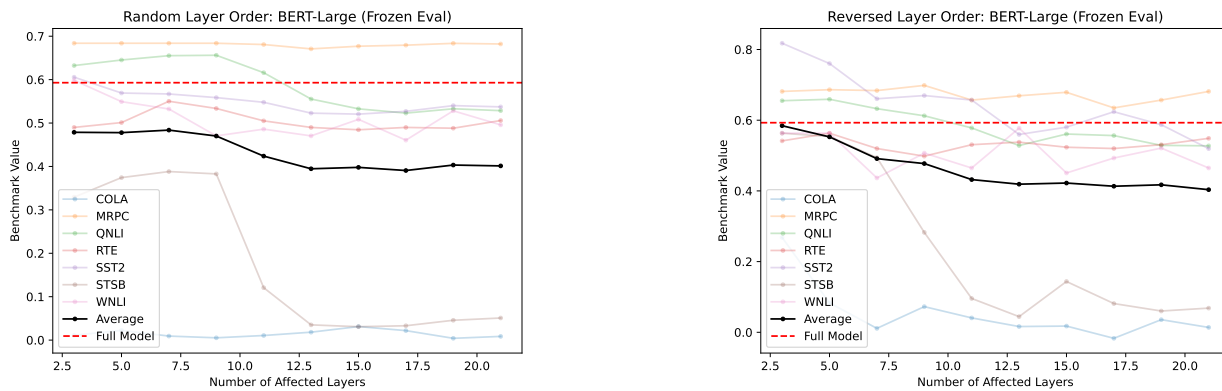 Random Layer Order: BERT-Large (Frozen Eval)
Benchmark Value
0.7
0.6
0.5
0.4
0.3
0.2
0.1
0.0
COLA
MRPC
QNLI
RTE
SST2
STSB
WNLI
Average
Full Model
2.5 5.0 7.5 10.0 12.5 15.0 17.5 20.0
Number of Affected Layers
Reversed Layer Order: BERT-Large (Frozen Eval)
Benchmark Value
0.8
0.6
0.4
0.2
0.0
COLA
MRPC
QNLI
RTE
SST2
STSB
WNLI
Average
Full Model
2.5 5.0 7.5 10.0 12.5 15.0 17.5 20.0
Number of Affected Layers